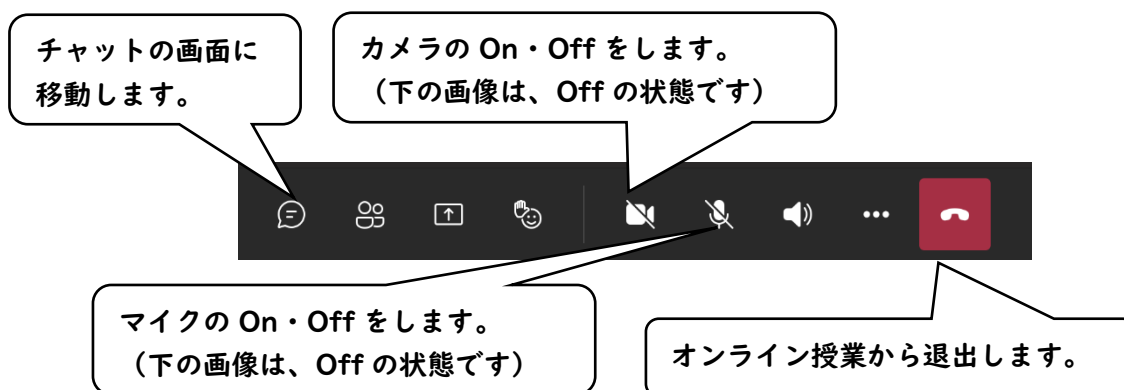 チャットの画面に
移動します。
カメラの On・Off をします。
（下の画像は、Off の状態です）
マイクの On・Off をします。
（下の画像は、Off の状態です）
オンライン授業から退出します。